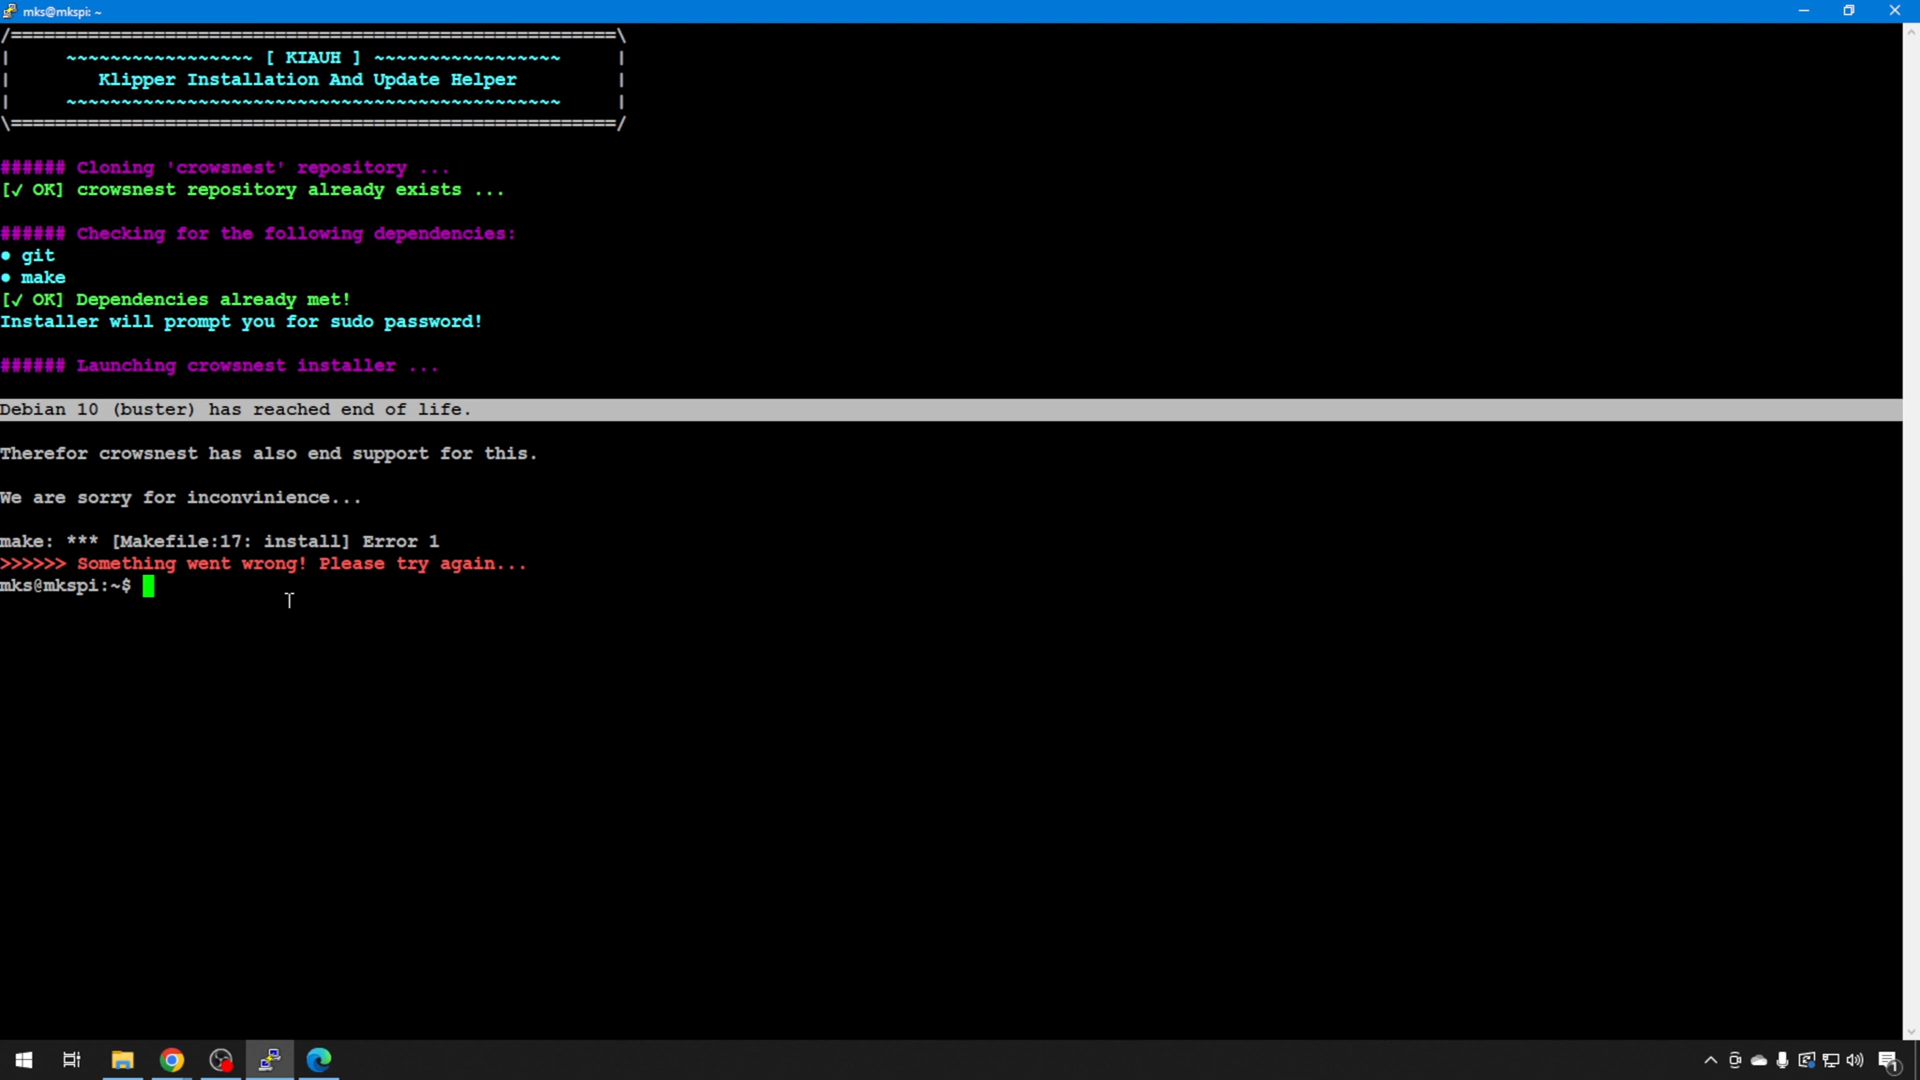 mks@mkspi: ~
/=======================================================\
|     ~~~~~~~~~~~~~~~~~ [ KIAUH ] ~~~~~~~~~~~~~~~~~     |
|        Klipper Installation And Update Helper         |
|     ~~~~~~~~~~~~~~~~~~~~~~~~~~~~~~~~~~~~~~~~~~~~~     |
\=======================================================/
###### Cloning 'crowsnest' repository ...
[✓ OK] crowsnest repository already exists ...
###### Checking for the following dependencies:
● git
● make
[✓ OK] Dependencies already met!
Installer will prompt you for sudo password!
###### Launching crowsnest installer ...
Debian 10 (buster) has reached end of life.
Therefor crowsnest has also end support for this.
We are sorry for inconvinience...
make: *** [Makefile:17: install] Error 1
>>>>>> Something went wrong! Please try again...
mks@mkspi:~$
1